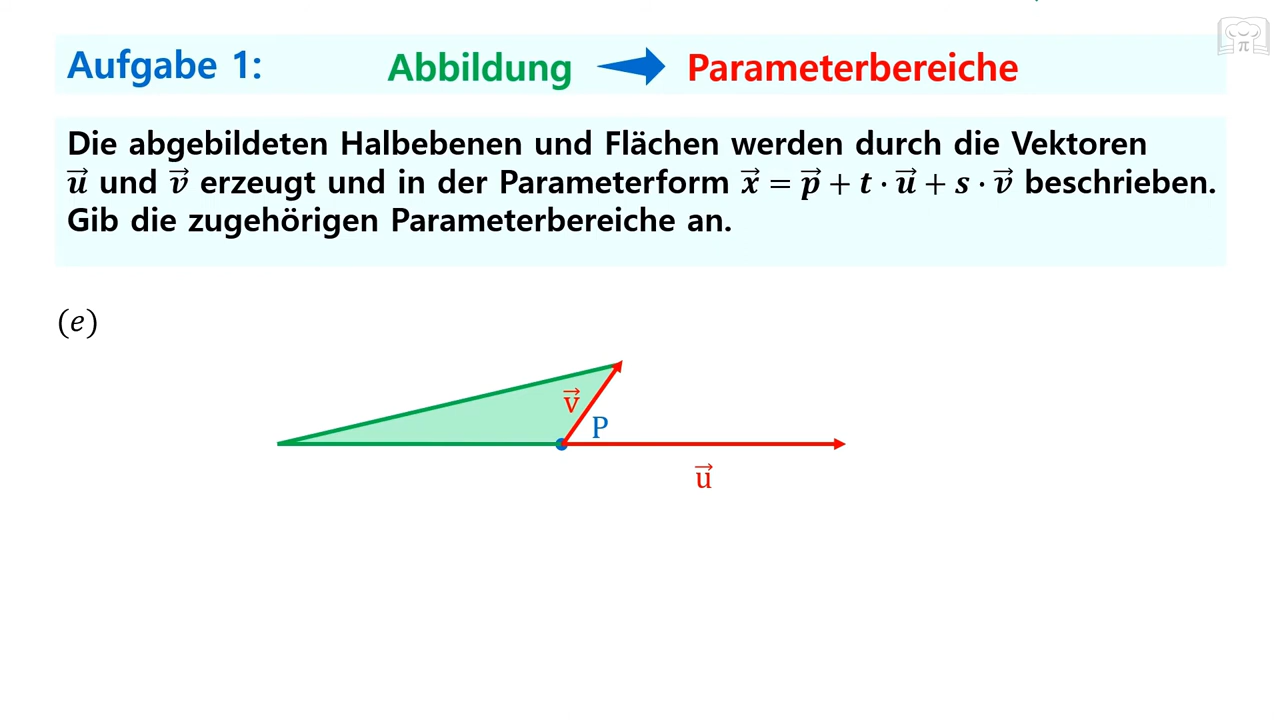 Aufgabe 1: Abbildung Parameterbereiche
Die abgebildeten Halbebenen und Flächen werden durch die Vektoren
u⃗ und v⃗ erzeugt und in der Parameterform x⃗ = p⃗ + t · u⃗ + s · v⃗ beschrieben.
Gib die zugehörigen Parameterbereiche an.
(e)
v⃗
P
u⃗
π